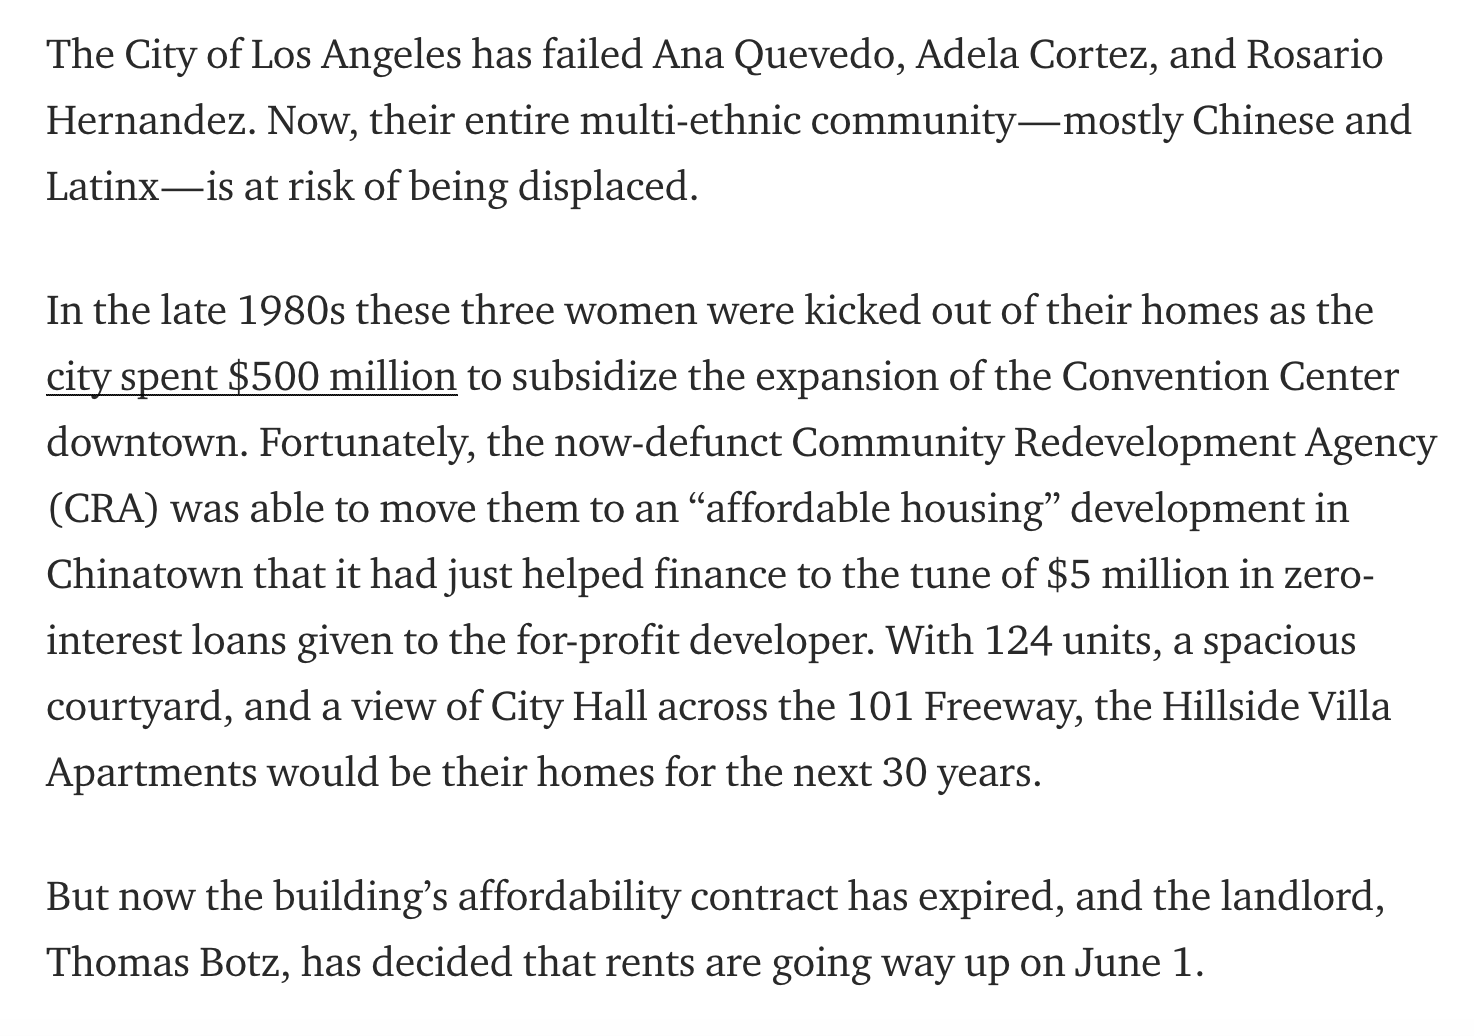 The City of Los Angeles has failed Ana Quevedo, Adela Cortez, and Rosario
Hernandez. Now, their entire multi-ethnic community—mostly Chinese and
Latinx—is at risk of being displaced.
In the late 1980s these three women were kicked out of their homes as the
city spent $500 million to subsidize the expansion of the Convention Center
downtown. Fortunately, the now-defunct Community Redevelopment Agency
(CRA) was able to move them to an “affordable housing” development in
Chinatown that it had just helped finance to the tune of $5 million in zero-
interest loans given to the for-profit developer. With 124 units, a spacious
courtyard, and a view of City Hall across the 101 Freeway, the Hillside Villa
Apartments would be their homes for the next 30 years.
But now the building’s affordability contract has expired, and the landlord,
Thomas Botz, has decided that rents are going way up on June 1.